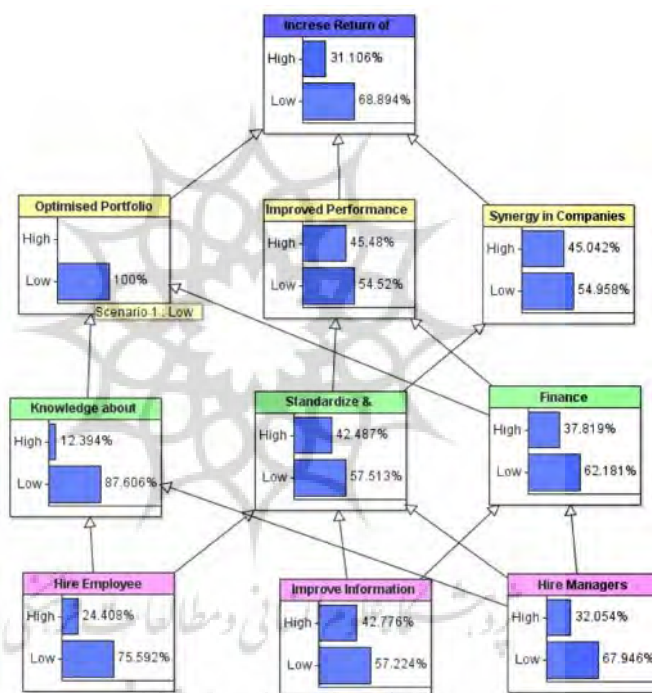 Increse Return of
High 31.106%
Low 68.894%
Optimised Portfolio
High
Low 100%
Scenario 1 : Low
Improved Performance
High 45.48%
Low 54.52%
Synergy in Companies
High 45.042%
Low 54.958%
Knowledge about
High 12.394%
Low 87.606%
Standardize &
High 42.487%
Low 57.513%
Finance
High 37.819%
Low 62.181%
Hire Employee
High 24.408%
Low 75.592%
Improve Information
High 42.776%
Low 57.224%
Hire Managers
High 32.054%
Low 67.946%